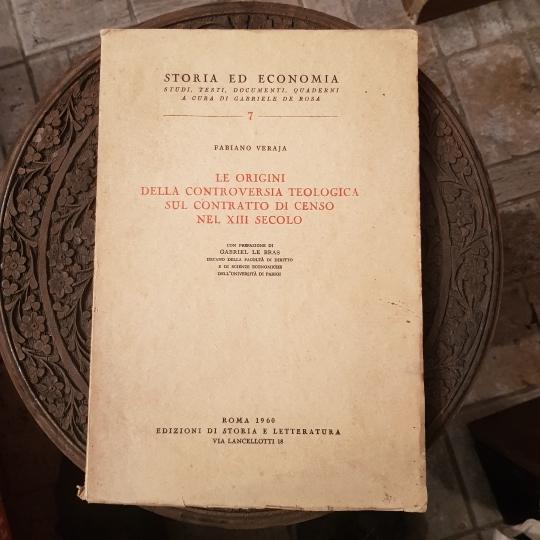 STORIA ED ECONOMIA
STUDI, TESTI, DOCUMENTI, QUADERNI
A CURA DI GABRIELE DE ROSA
7
FABIANO VERAJA
LE ORIGINI
DELLA CONTROVERSIA TEOLOGICA
SUL CONTRATTO DI CENSO
NEL XIII SECOLO
CON PREFAZIONE DI
GABRIEL LE BRAS
DECANO DELLA FACOLTÀ DI DIRITTO
E DI SCIENZE ECONOMICHE
DELL'UNIVERSITÀ DI PARIGI
ROMA 1960
EDIZIONI DI STORIA E LETTERATURA
VIA LANCELLOTTI 18